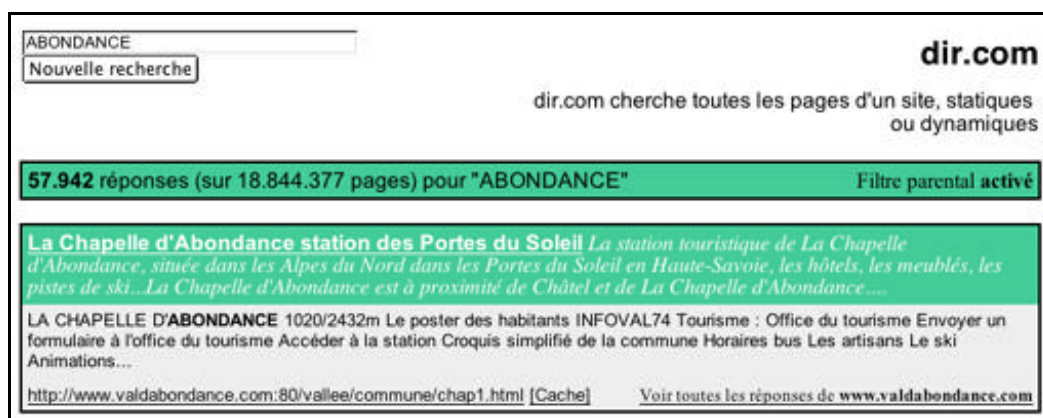 ABONDANCE
Nouvelle recherche
dir.com
dir.com cherche toutes les pages d'un site, statiques
ou dynamiques
57.942 réponses (sur 18.844.377 pages) pour "ABONDANCE" Filtre parental activé
La Chapelle d'Abondance station des Portes du Soleil La station touristique de La Chapelle
d'Abondance, située dans les Alpes du Nord dans les Portes du Soleil en Haute-Savoie, les hôtels, les meublés, les
pistes de ski...La Chapelle d'Abondance est à proximité de Châtel et de La Chapelle d'Abondance....
LA CHAPELLE D'ABONDANCE 1020/2432m Le poster des habitants INFOVAL74 Tourisme : Office du tourisme Envoyer un
formulaire à l'office du tourisme Accéder à la station Croquis simplifié de la commune Horaires bus Les artisans Le ski
Animations...
http://www.valdabondance.com:80/vallee/commune/chap1.html [Cache] Voir toutes les réponses de www.valdabondance.com